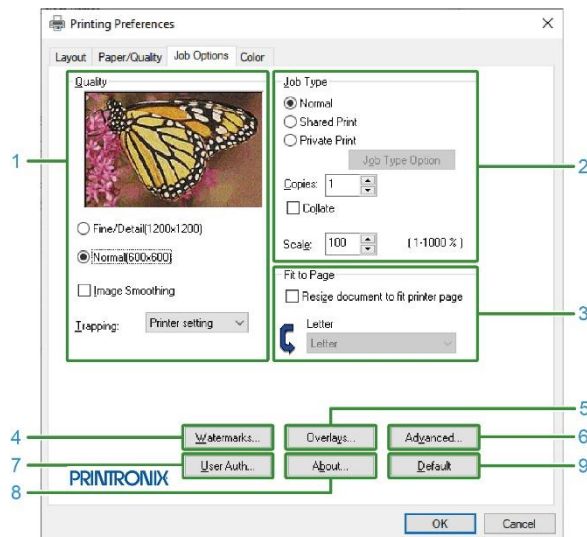 Printing Preferences
Layout Paper/Quality Job Options Color
Quality
Fine/Detail(1200x1200)
Normal(600x600)
Image Smoothing
Trapping: Printer setting
1
Job Type
Normal
Shared Print
Private Print
Job Type Option
Copies: 1
Collate
Scale: 100 (1-1000 %)
2
Fit to Page
Resize document to fit printer page
Letter
Letter
3
5
4 Watermarks... Overlays... Advanced... 6
7 User Auth... About... Default 9
PRINTRONIX
8
OK Cancel